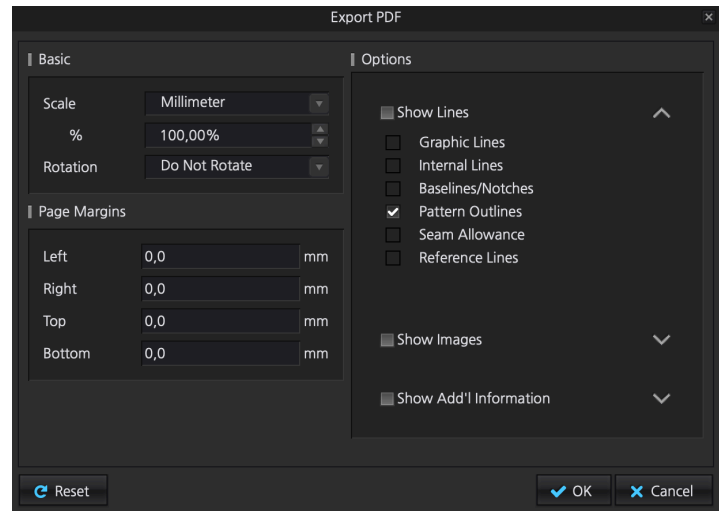 Export PDF
Basic
Scale Millimeter
% 100,00%
Rotation Do Not Rotate
Page Margins
Left 0,0 mm
Right 0,0 mm
Top 0,0 mm
Bottom 0,0 mm
Options
Show Lines
Graphic Lines
Internal Lines
Baselines/Notches
Pattern Outlines
Seam Allowance
Reference Lines
Show Images
Show Add'l Information
Reset
OK
Cancel